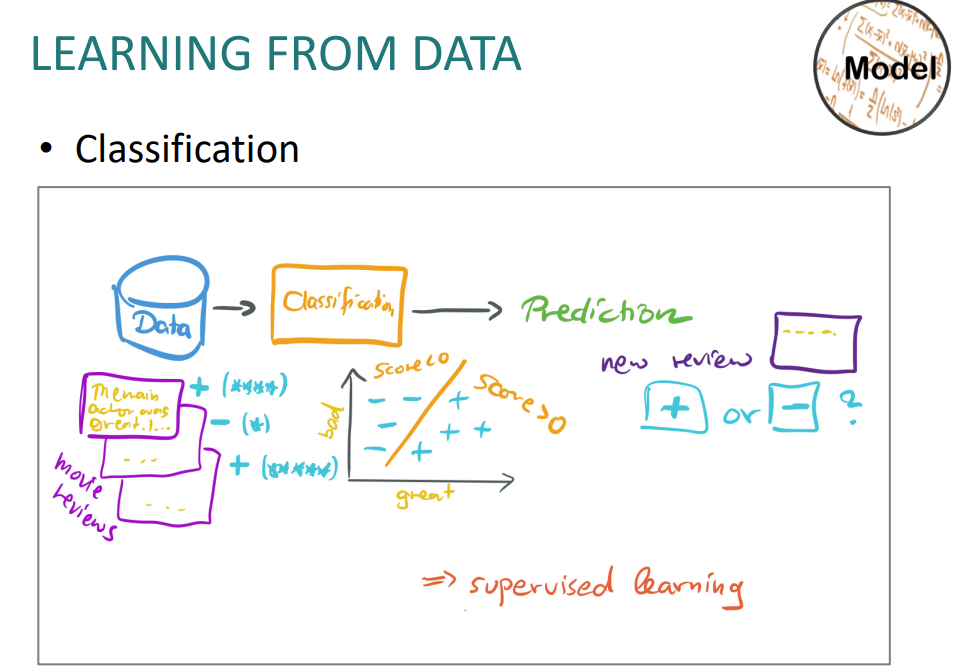 LEARNING FROM DATA
Model
• Classification
Data
Classification
Prediction
The main
actor was
Great!...
+ (****)
- (*)
+ (*****)
movie
reviews
score<0
score>0
bad
great
new review
+ or - ?
=> supervised learning